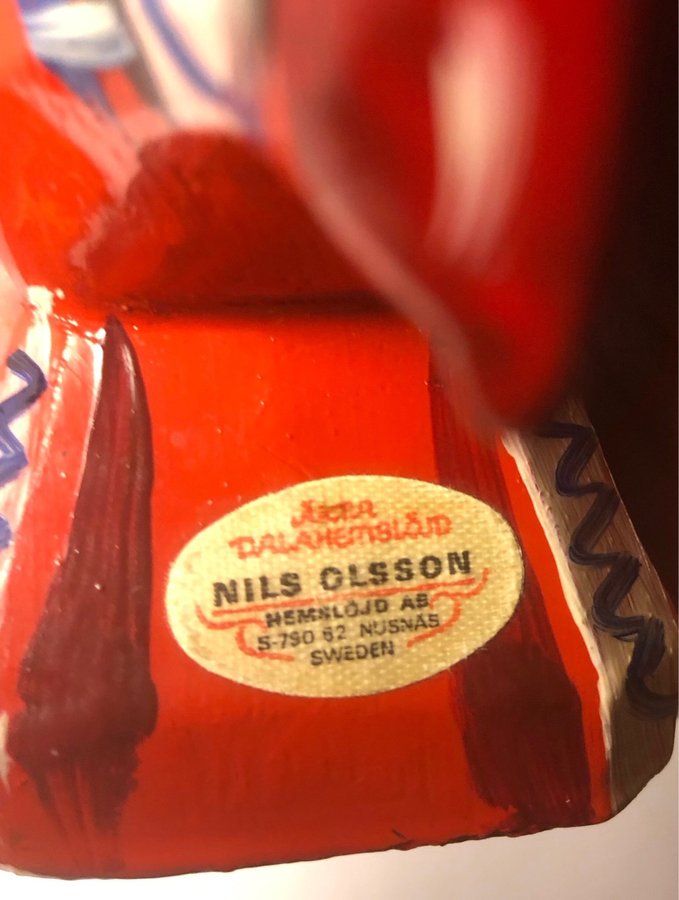 ÄKTA
DALAHEMSLÖJD
NILS OLSSON
HEMSLÖJD AB
S-790 62 NUSNÄS
SWEDEN